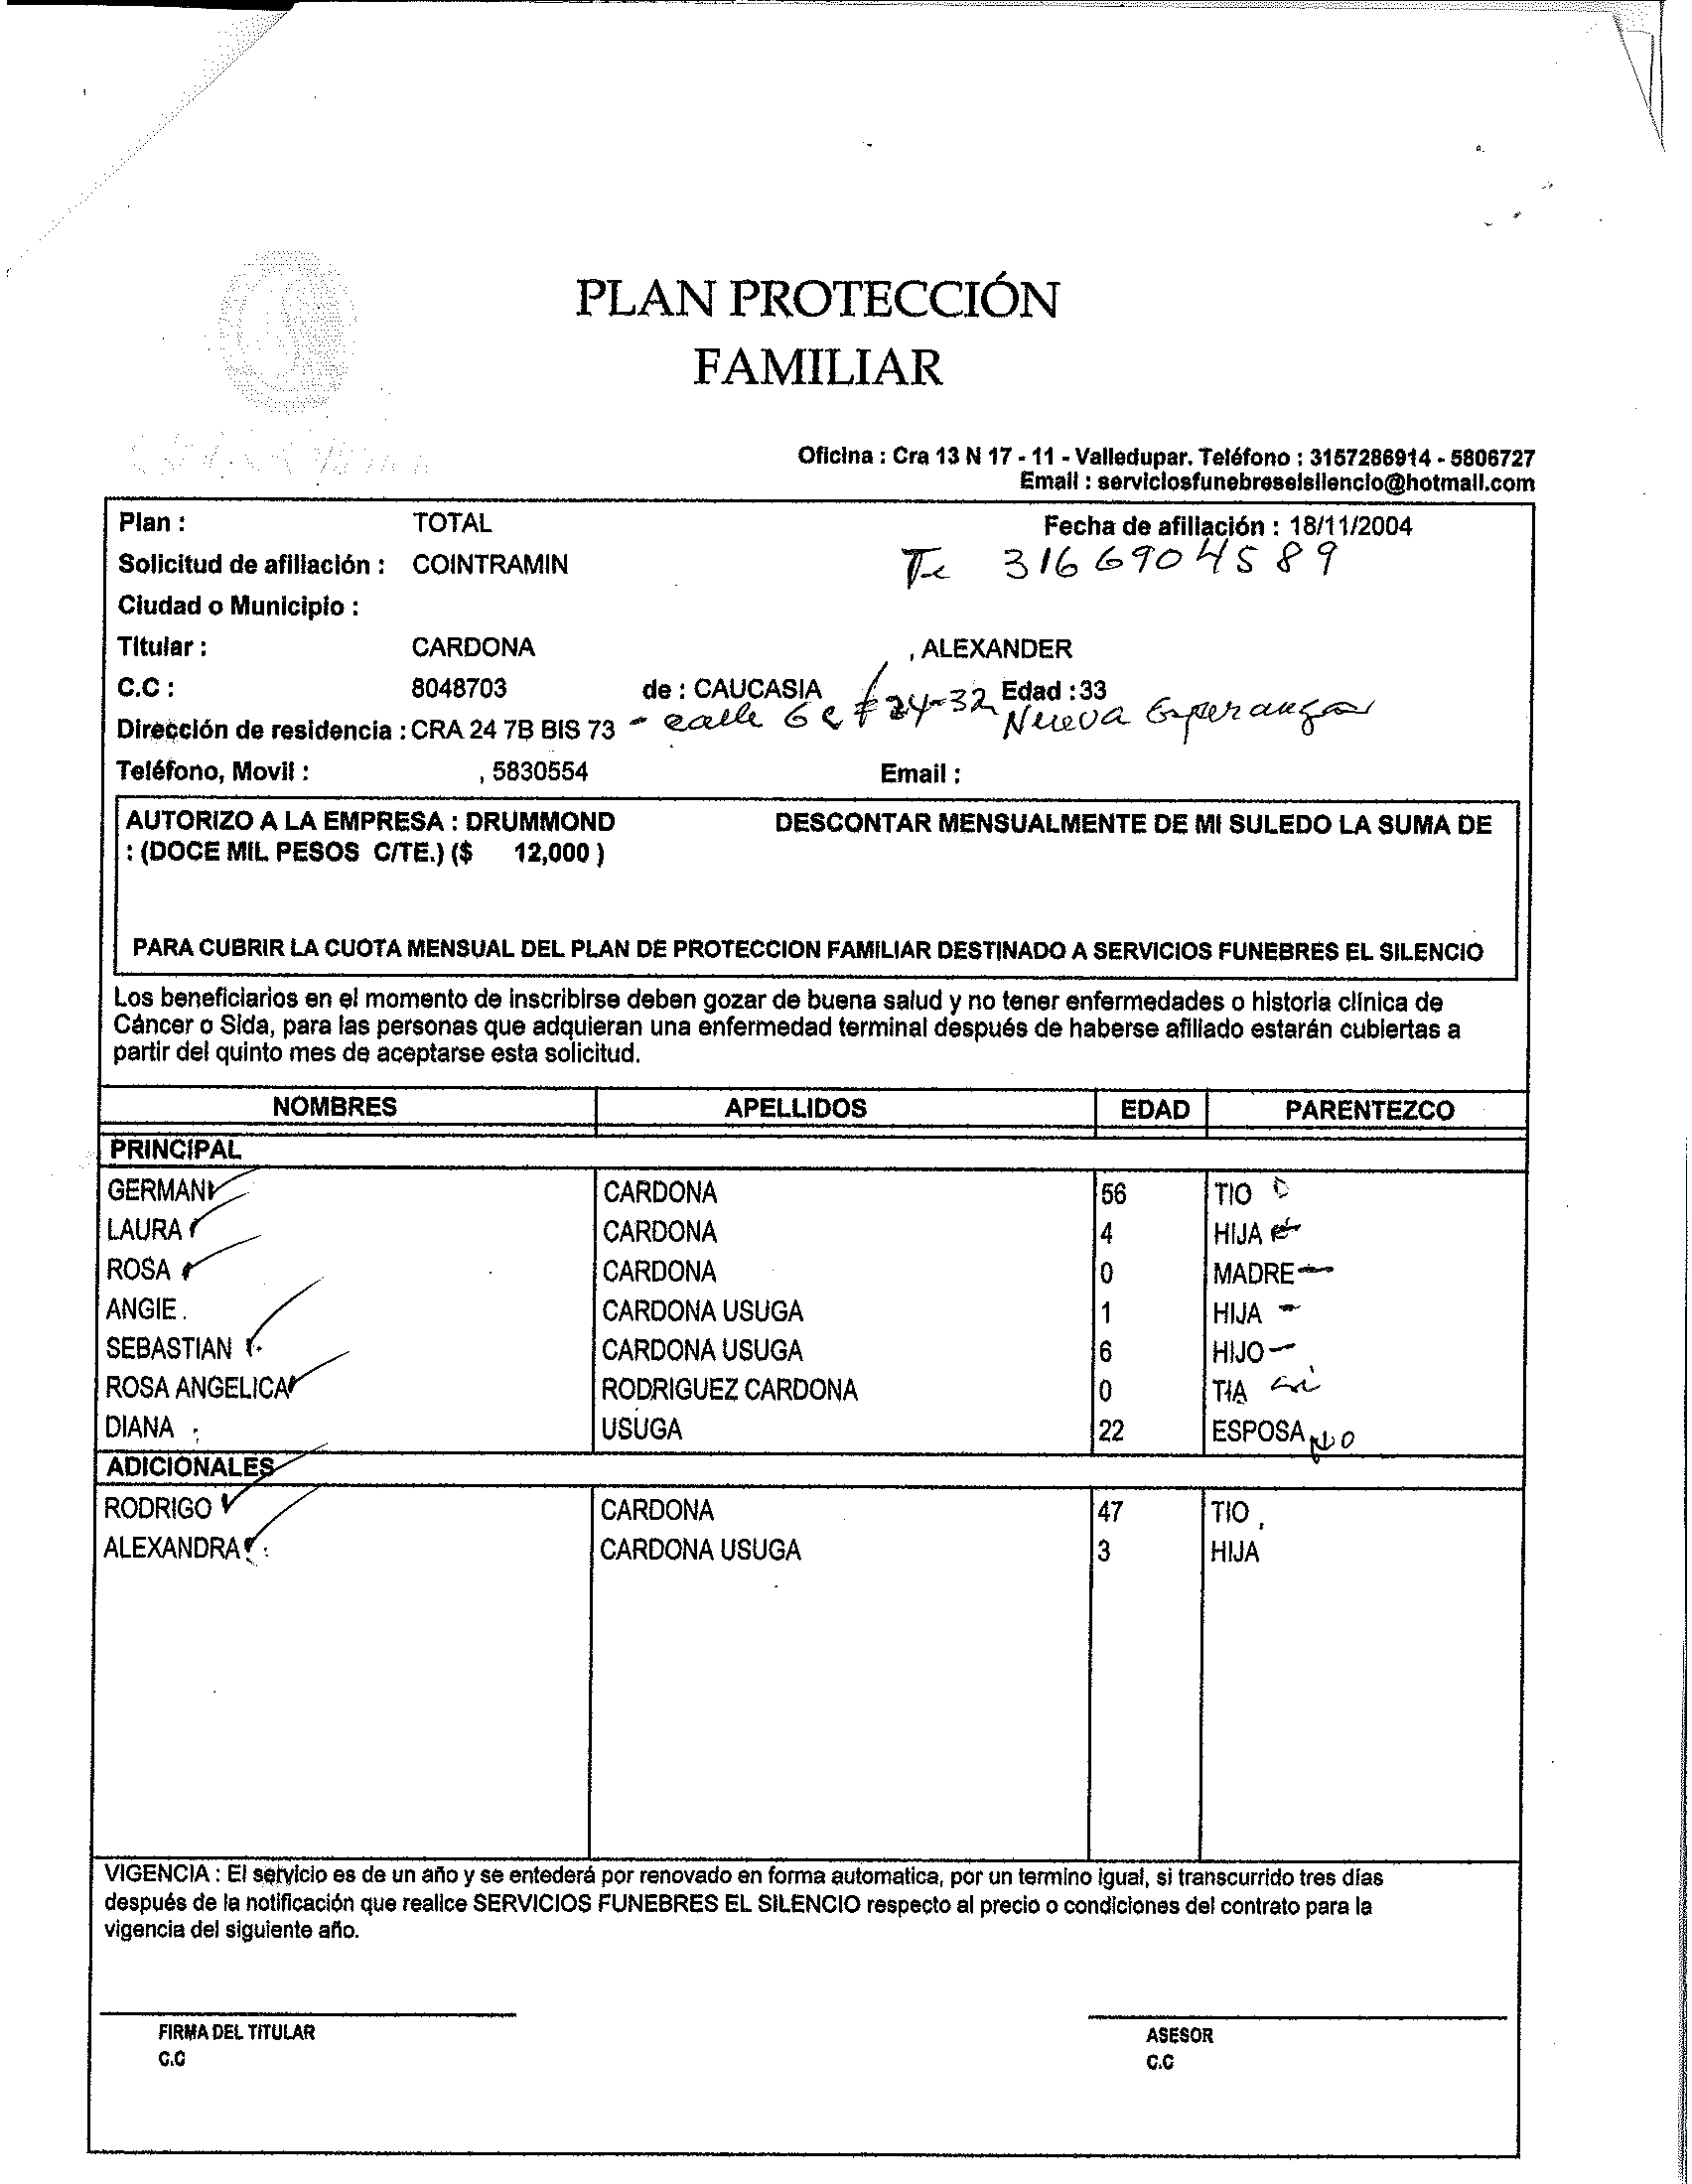 PLAN PROTECCIÓN
FAMILIAR
Oficina : Cra 13 N 17 - 11 - Valledupar. Teléfono : 3157286914 - 5806727
Email : serviciosfunebreselsilencio@hotmail.com
Plan : TOTAL Fecha de afiliación : 18/11/2004
Solicitud de afiliación : COINTRAMIN Te 3166904589
Ciudad o Municipio :
Titular : CARDONA , ALEXANDER
C.C : 8048703 de : CAUCASIA Edad : 33
Dirección de residencia : CRA 24 7B BIS 73 - calle 6c # 24-32 Nueva Esperanza
Teléfono, Movil : , 5830554 Email :
AUTORIZO A LA EMPRESA : DRUMMOND DESCONTAR MENSUALMENTE DE MI SULEDO LA SUMA DE
: (DOCE MIL PESOS C/TE.) ($ 12,000 )
PARA CUBRIR LA CUOTA MENSUAL DEL PLAN DE PROTECCION FAMILIAR DESTINADO A SERVICIOS FUNEBRES EL SILENCIO
Los beneficiarios en el momento de inscribirse deben gozar de buena salud y no tener enfermedades o historia clínica de
Cáncer o Sida, para las personas que adquieran una enfermedad terminal después de haberse afiliado estarán cubiertas a
partir del quinto mes de aceptarse esta solicitud.
NOMBRES APELLIDOS EDAD PARENTEZCO
PRINCIPAL
GERMAN CARDONA 56 TIO
LAURA CARDONA 4 HIJA
ROSA CARDONA 0 MADRE
ANGIE. CARDONA USUGA 1 HIJA
SEBASTIAN CARDONA USUGA 6 HIJO
ROSA ANGELICA RODRIGUEZ CARDONA 0 TIA
DIANA USUGA 22 ESPOSA NO
ADICIONALES
RODRIGO CARDONA 47 TIO
ALEXANDRA CARDONA USUGA 3 HIJA
VIGENCIA : El servicio es de un año y se entederá por renovado en forma automatica, por un termino igual, si transcurrido tres días
después de la notificación que realice SERVICIOS FUNEBRES EL SILENCIO respecto al precio o condiciones del contrato para la
vigencia del siguiente año.
FIRMA DEL TITULAR ASESOR
C.C C.C